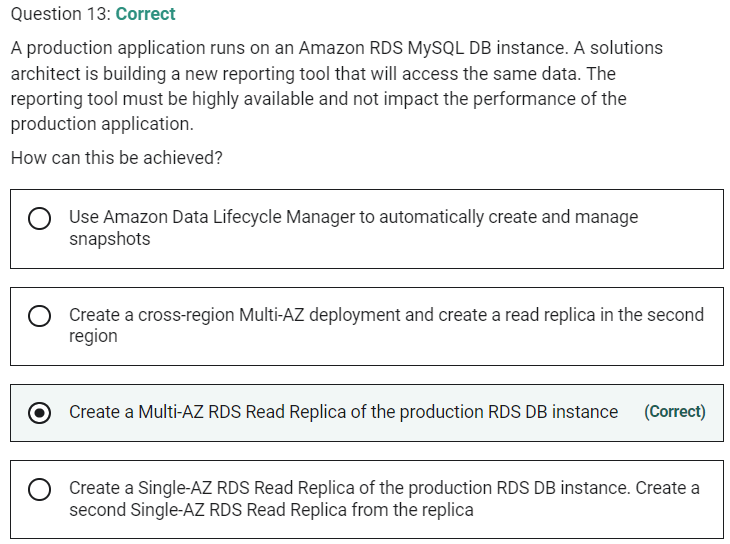 Question 13: Correct
A production application runs on an Amazon RDS MySQL DB instance. A solutions
architect is building a new reporting tool that will access the same data. The
reporting tool must be highly available and not impact the performance of the
production application.
How can this be achieved?
Use Amazon Data Lifecycle Manager to automatically create and manage
snapshots
Create a cross-region Multi-AZ deployment and create a read replica in the second
region
Create a Multi-AZ RDS Read Replica of the production RDS DB instance (Correct)
Create a Single-AZ RDS Read Replica of the production RDS DB instance. Create a
second Single-AZ RDS Read Replica from the replica